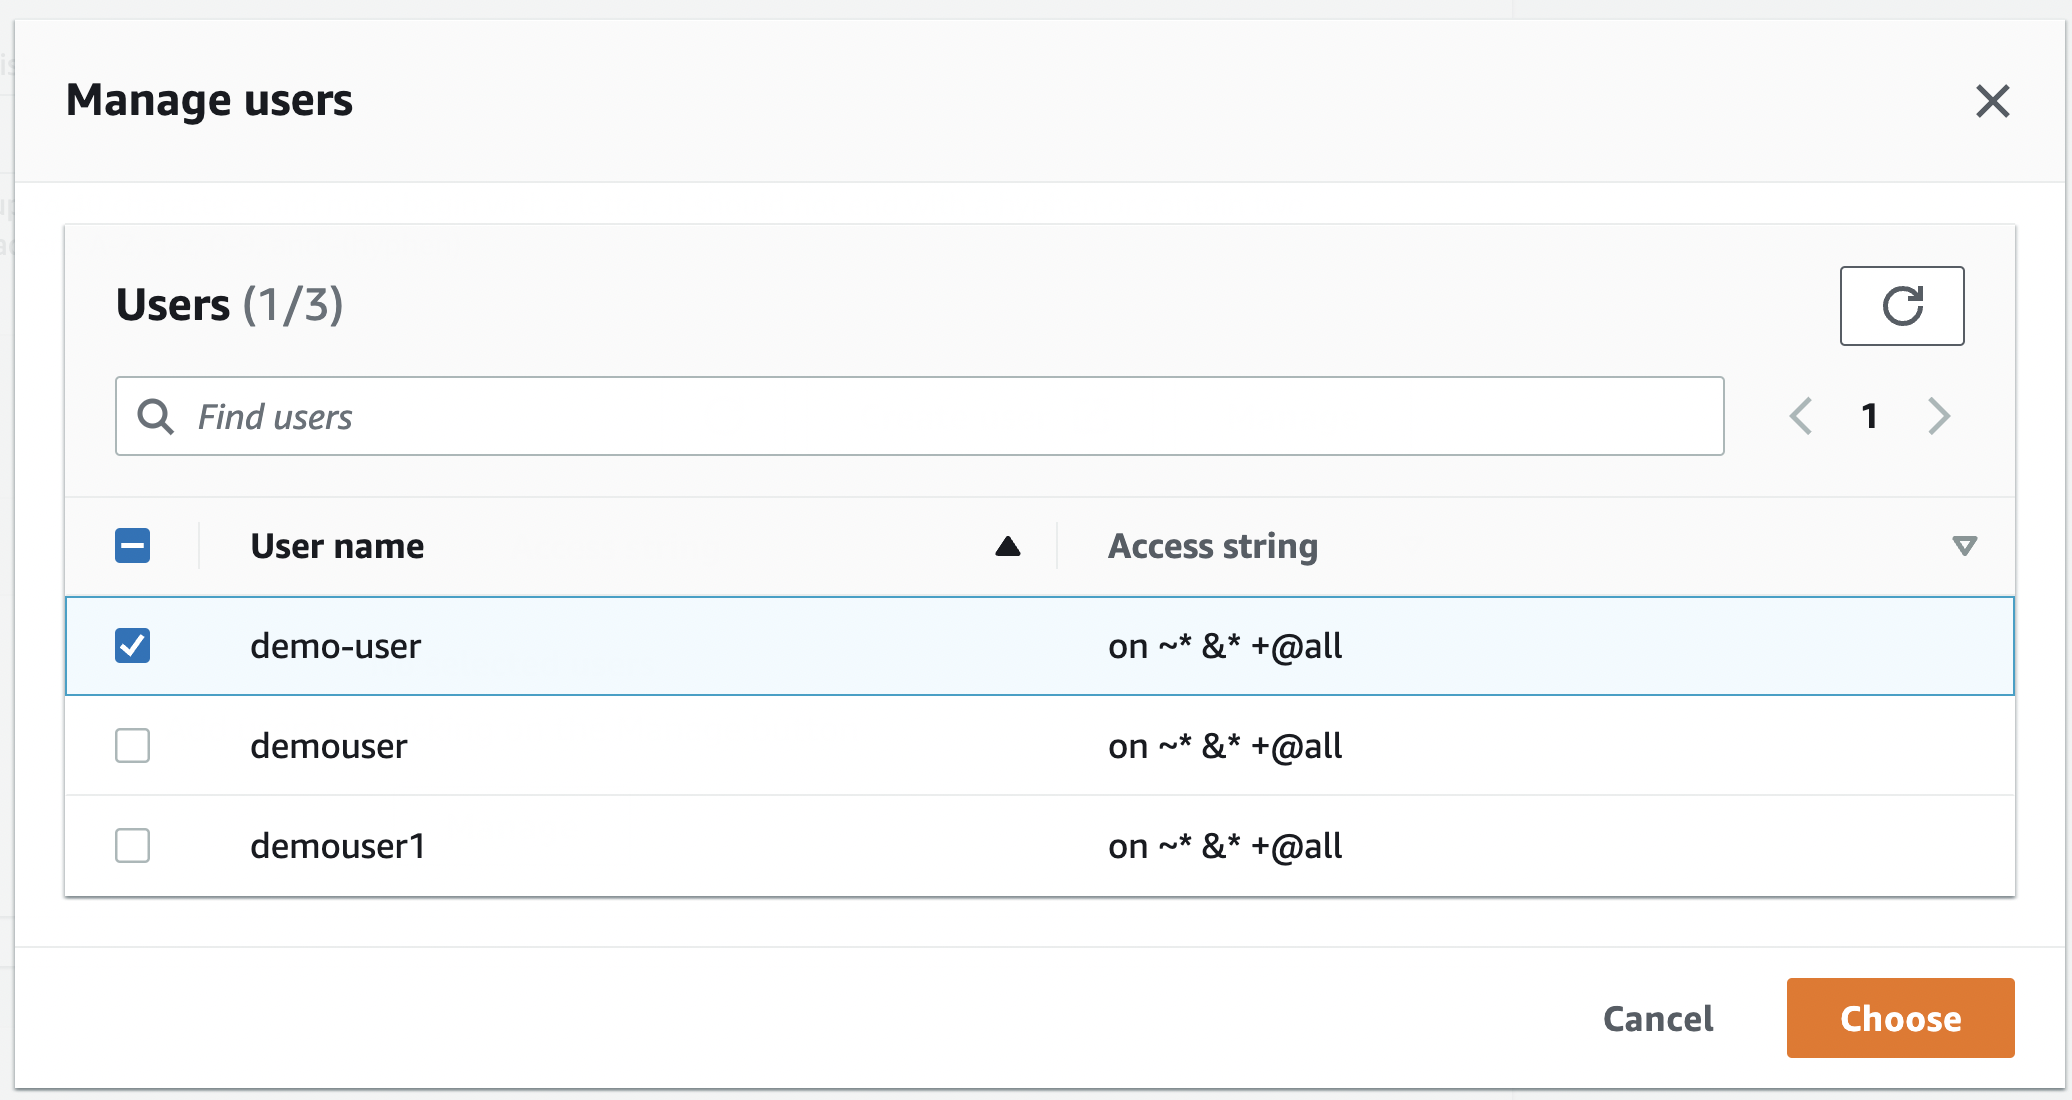 Manage users
Users (1/3)
Find users
1
User name
Access string
demo-user
on ~* &* +@all
demouser
on ~* &* +@all
demouser1
on ~* &* +@all
Cancel
Choose